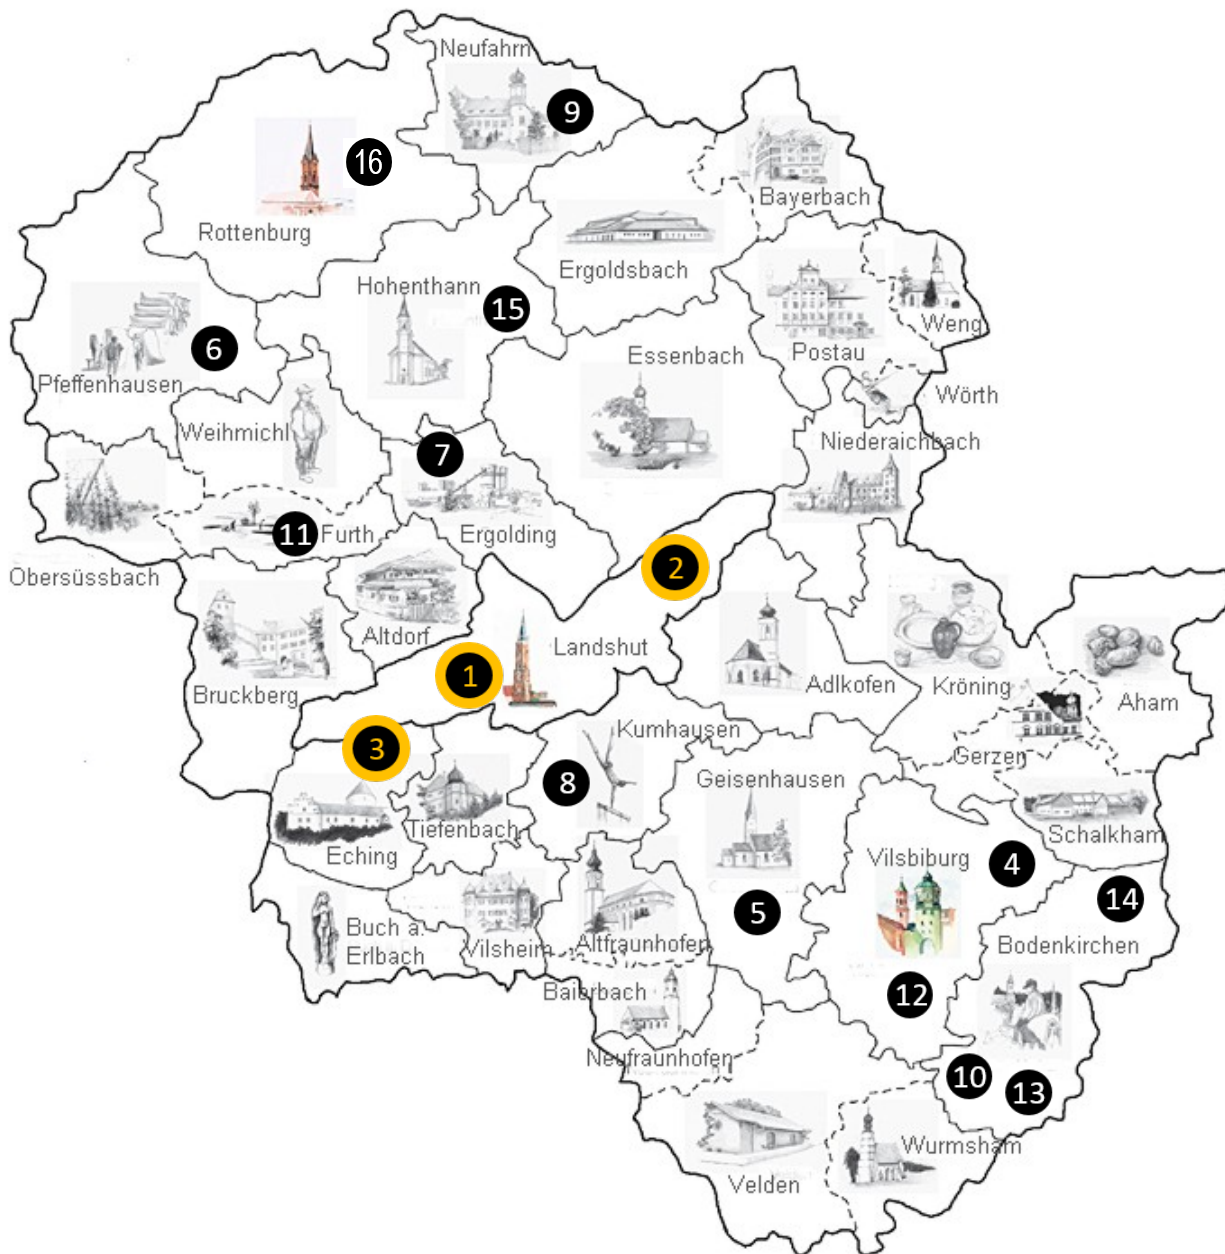 Neufahrn
9
16
Bayerbach
Rottenburg
Ergoldsbach
Hohenthann
15
Weng
6
Essenbach
Postau
Pfeffenhausen
Wörth
Weihmichl
Niederaichbach
7
11
Furth
Ergolding
2
Obersüssbach
Altdorf
Landshut
1
Adlkofen
Kröning
Bruckberg
Aham
Kumhausen
3
Gerzen
8
Geisenhausen
Tiefenbach
Schalkham
Eching
Vilsbiburg
4
14
5
Buch a.
Erlbach
Vilsheim
Altfraunhofen
Bodenkirchen
Baierbach
12
Neufraunhofen
10
13
Wurmsham
Velden